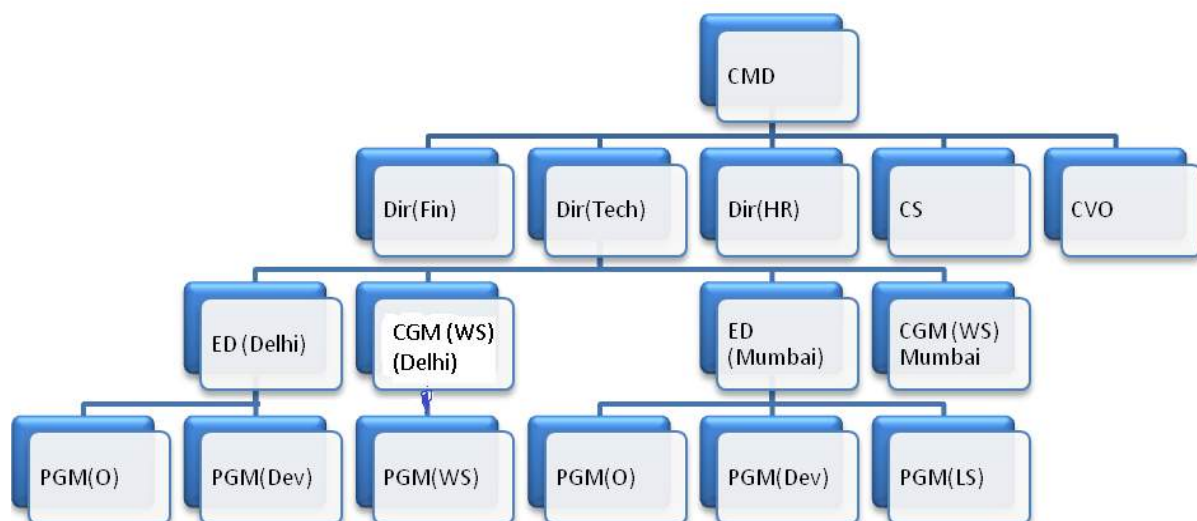 CMD
Dir(Fin)
Dir(Tech)
Dir(HR)
CS
CVO
ED (Delhi)
CGM (WS)
(Delhi)
ED
(Mumbai)
CGM (WS)
Mumbai
PGM(O)
PGM(Dev)
PGM(WS)
PGM(O)
PGM(Dev)
PGM(LS)